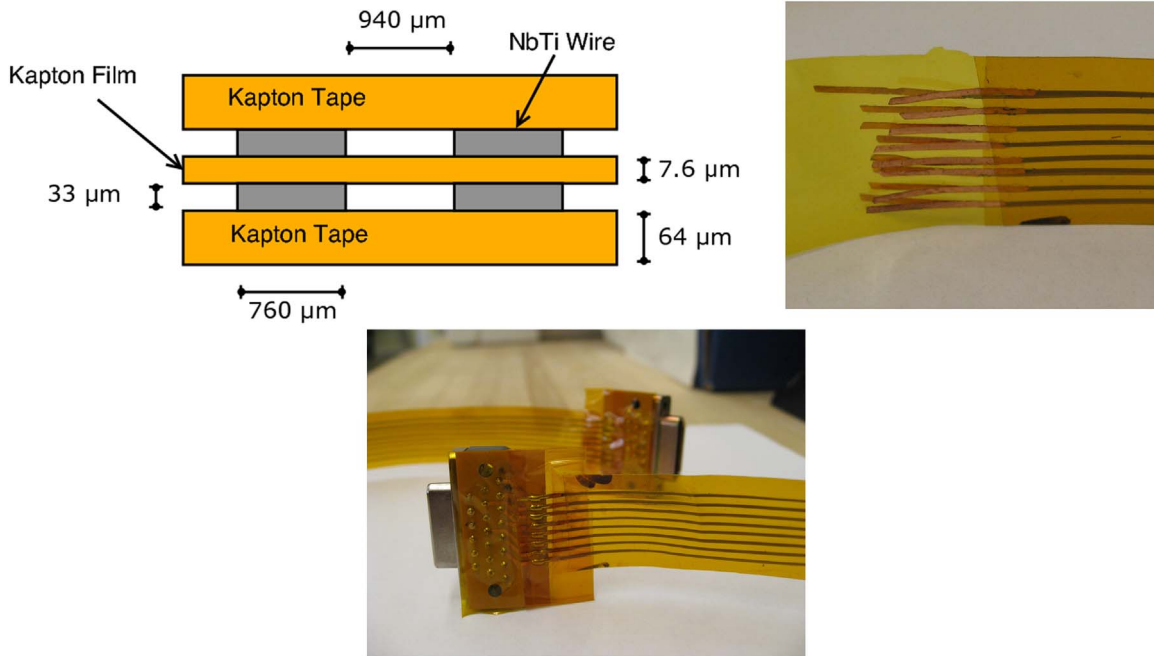 940 µm
NbTi Wire
Kapton Film
Kapton Tape
7.6 µm
33 µm
Kapton Tape
64 µm
760 µm